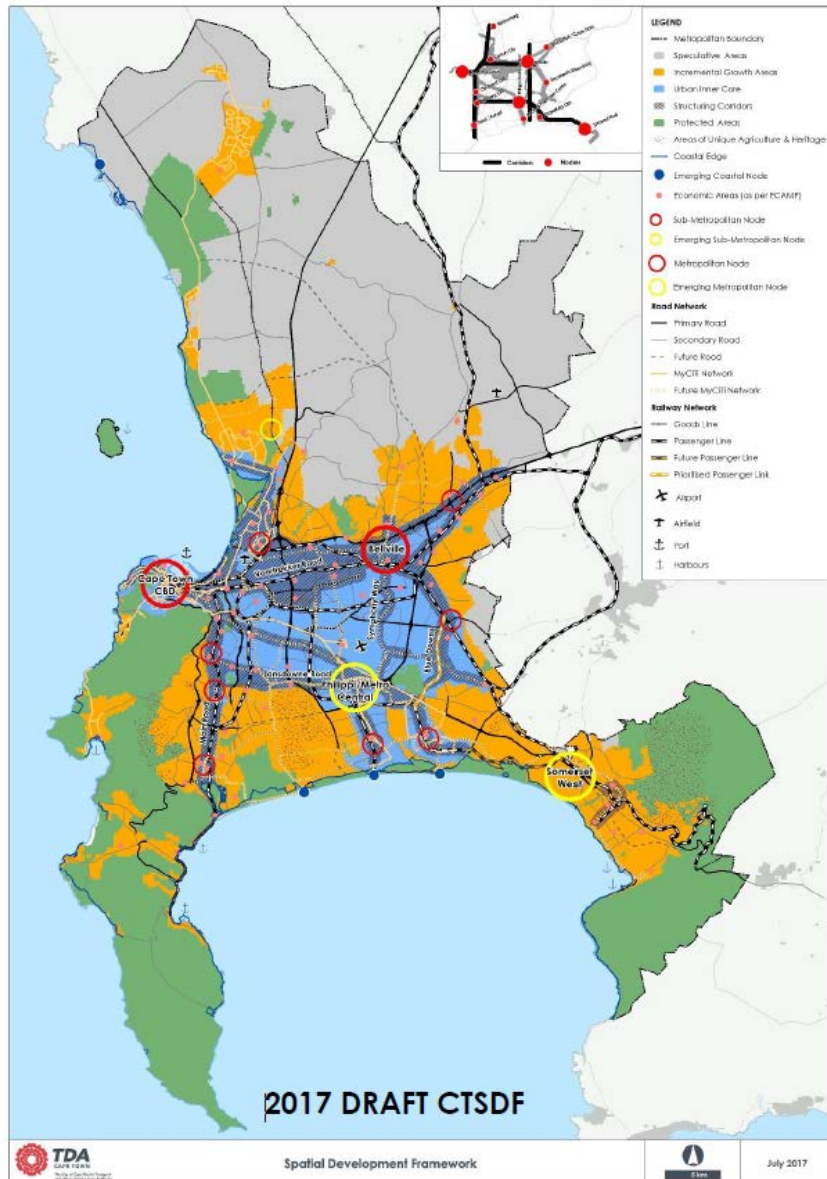 LEGEND
Metropolitan Boundary
Speculative Areas
Incremental Growth Areas
Urban Inner Core
Structuring Corridors
Protected Areas
Areas of Unique Agriculture & Heritage
Coastal Edge
Emerging Coastal Node
Economic Areas (as per ECAMP)
Sub-Metropolitan Node
Emerging Sub-Metropolitan Node
Metropolitan Node
Emerging Metropolitan Node
Road Network
Primary Road
Secondary Road
Future Road
MyCiTi Network
Future MyCiTi Network
Railway Network
Goods Line
Passenger Line
Future Passenger Line
Prioritised Passenger Link
Airport
Airfield
Port
Harbours
Corridors
Nodes
Bellville
Voortrekker Road
Cape Town
CBD
Symphony Way
Lansdowne Road
Philippi/Metro
Central
Main Road
Somerset
West
2017 DRAFT CTSDF
TDA
CAPE TOWN
Spatial Development Framework
July 2017